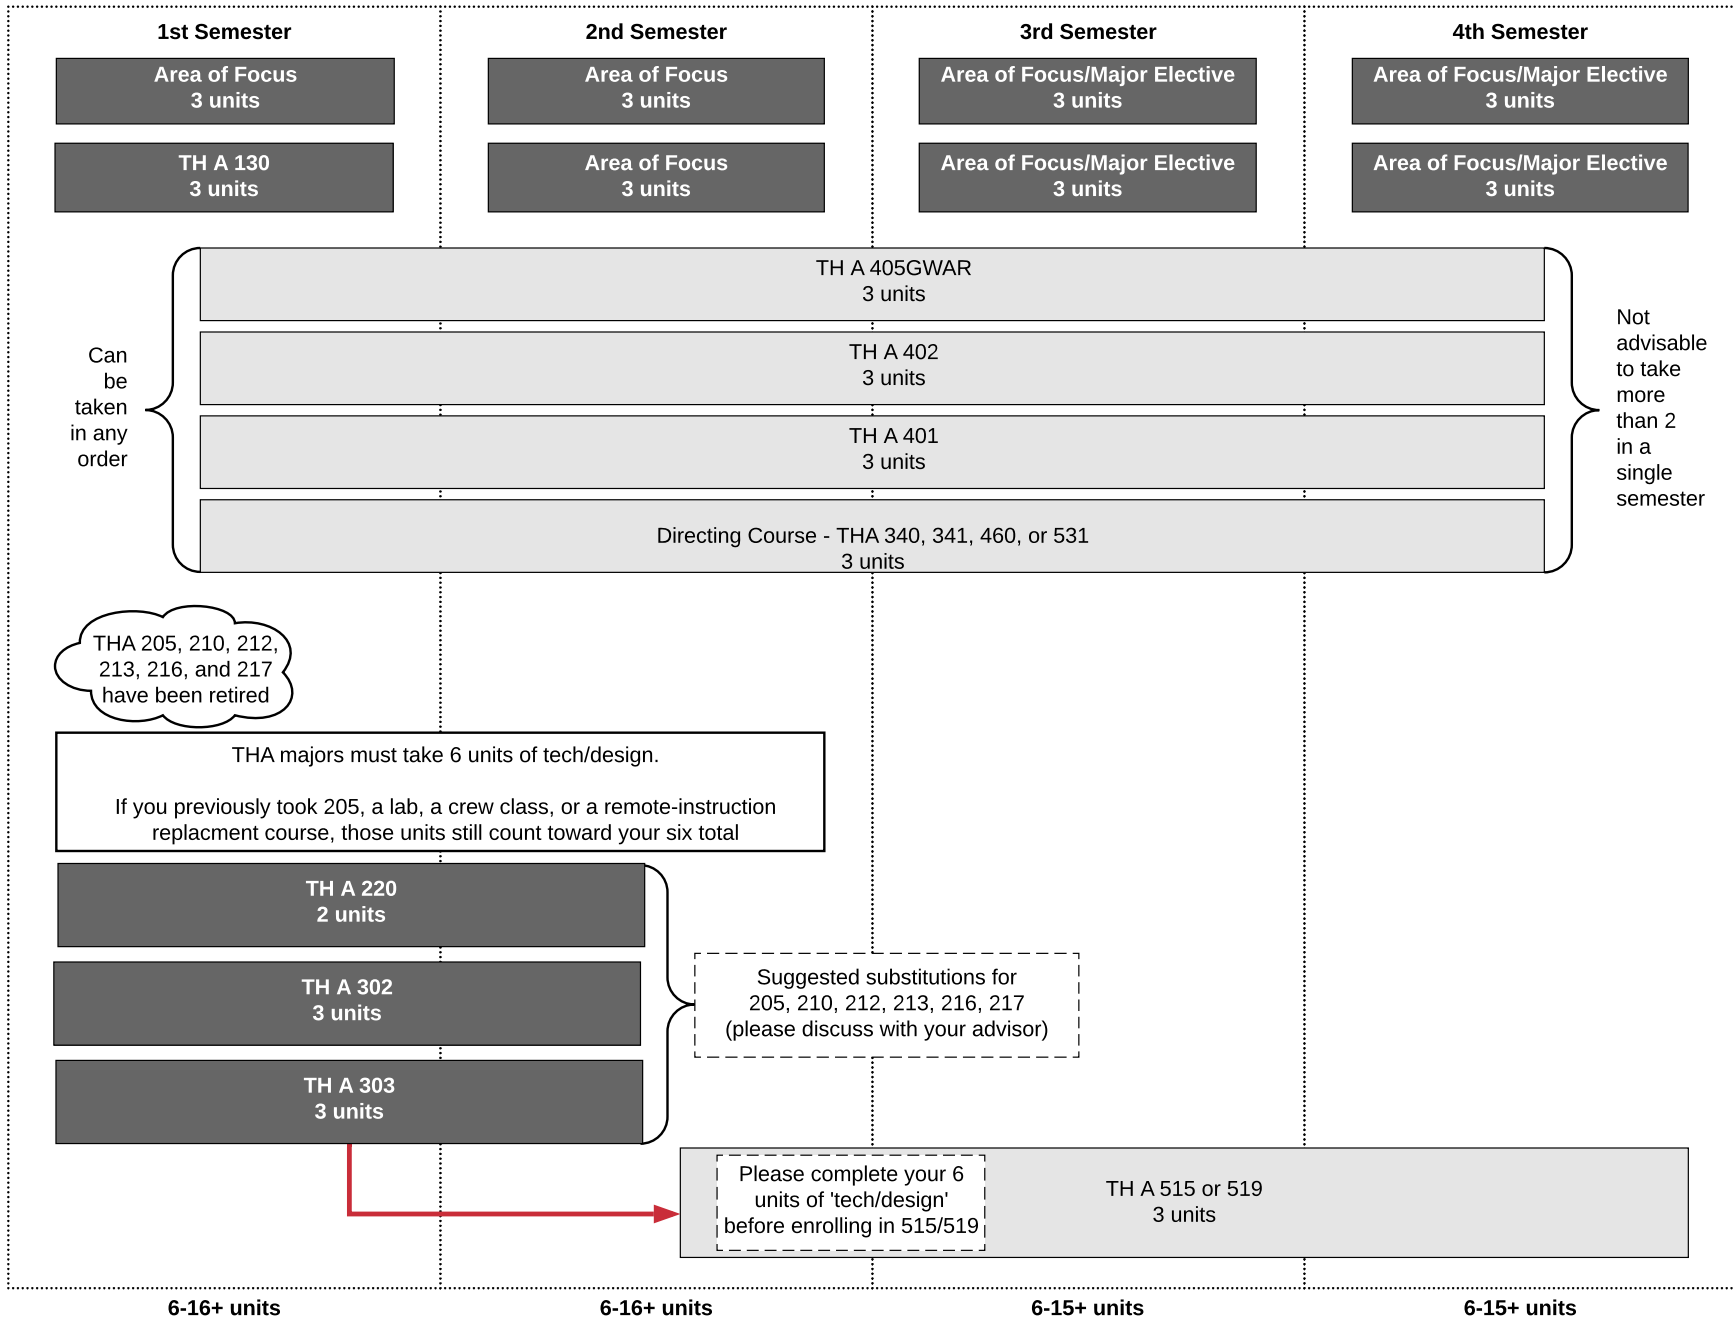 1st Semester
2nd Semester
3rd Semester
4th Semester
Area of Focus
3 units
Area of Focus
3 units
Area of Focus/Major Elective
3 units
Area of Focus/Major Elective
3 units
TH A 130
3 units
Area of Focus
3 units
Area of Focus/Major Elective
3 units
Area of Focus/Major Elective
3 units
Can
be
taken
in any
order
TH A 405GWAR
3 units
TH A 402
3 units
TH A 401
3 units
Directing Course - THA 340, 341, 460, or 531
3 units
Not
advisable
to take
more
than 2
in a
single
semester
THA 205, 210, 212,
213, 216, and 217
have been retired
THA majors must take 6 units of tech/design.
If you previously took 205, a lab, a crew class, or a remote-instruction
replacment course, those units still count toward your six total
TH A 220
2 units
TH A 302
3 units
TH A 303
3 units
Suggested substitutions for
205, 210, 212, 213, 216, 217
(please discuss with your advisor)
Please complete your 6
units of 'tech/design'
before enrolling in 515/519
TH A 515 or 519
3 units
6-16+ units
6-16+ units
6-15+ units
6-15+ units